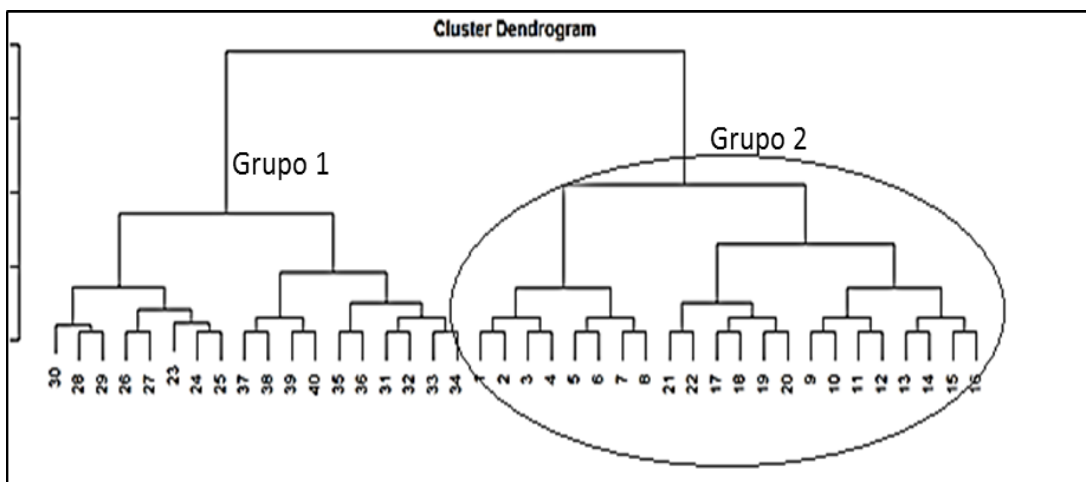 Cluster Dendrogram
Grupo 2
Grupo 1
30 28 29 26 27 23 24 25 37 38 39 40 35 36 31 32 33 34 1 2 3 4 5 6 7 8 21 22 17 18 19 20 9 10 11 12 13 14 15 16